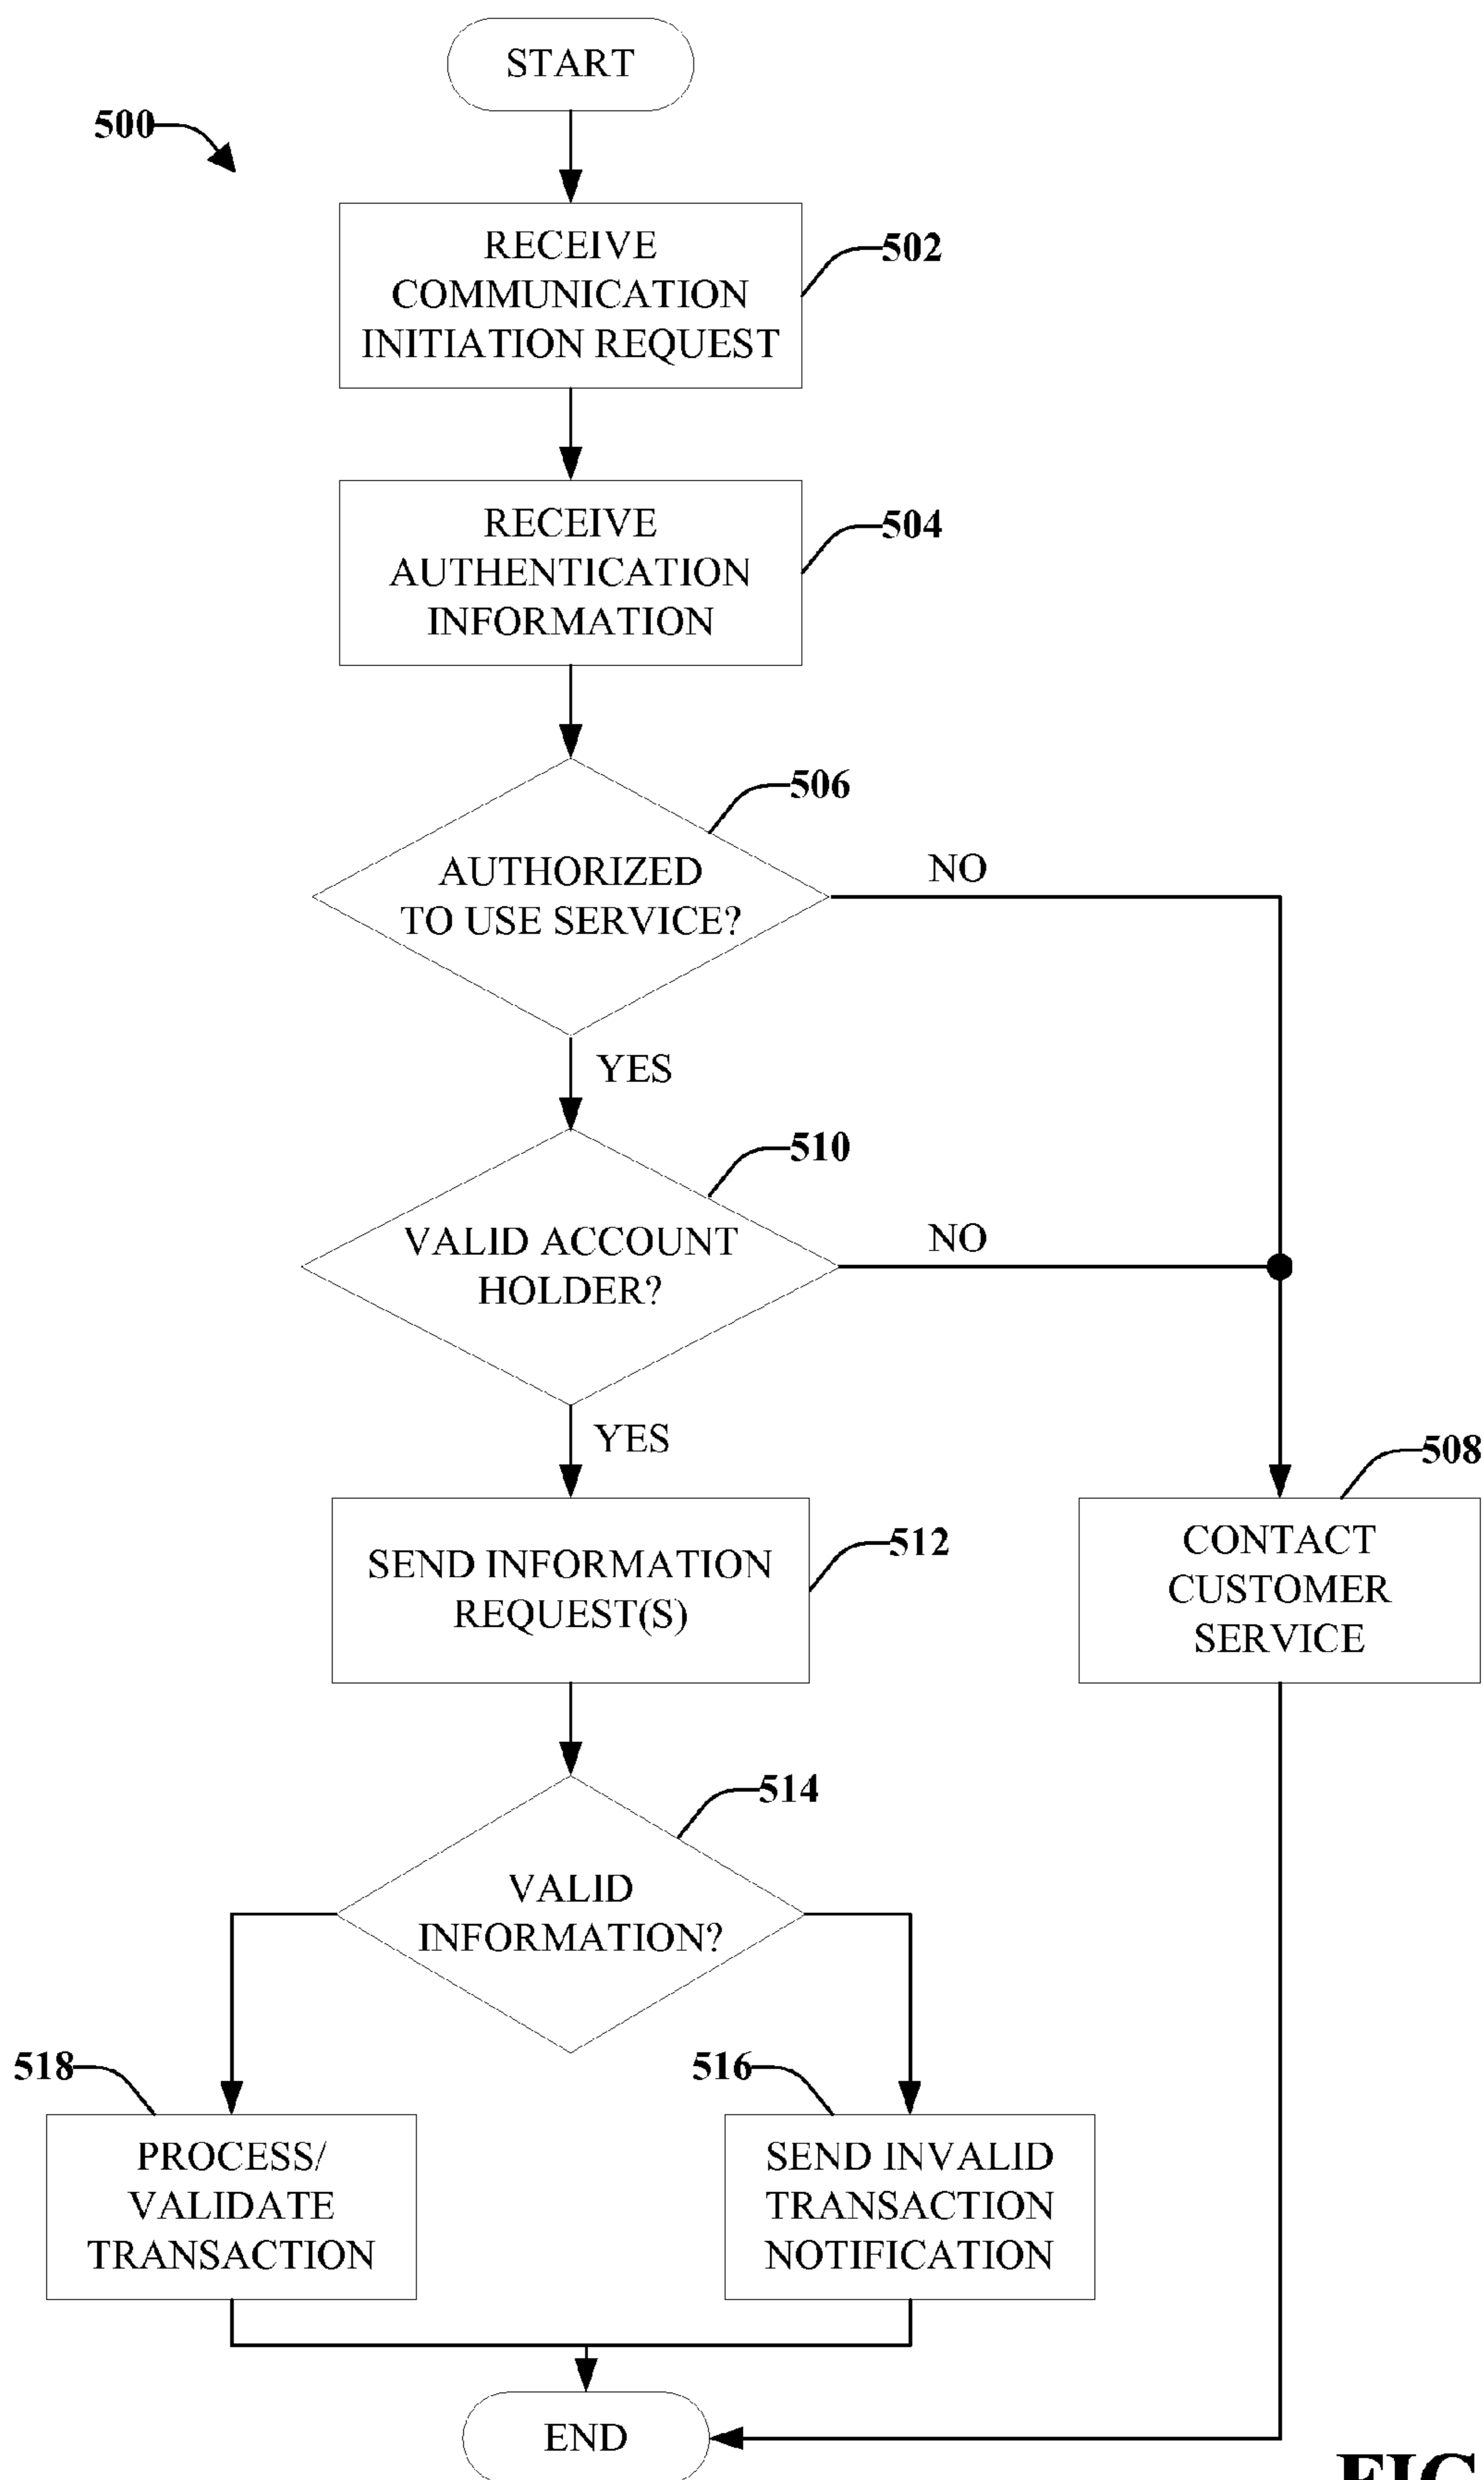 START
500
RECEIVE
COMMUNICATION
INITIATION REQUEST
502
RECEIVE
AUTHENTICATION
INFORMATION
504
506
AUTHORIZED
TO USE SERVICE?
NO
YES
510
VALID ACCOUNT
HOLDER?
NO
YES
508
SEND INFORMATION
REQUEST(S)
512
CONTACT
CUSTOMER
SERVICE
514
VALID
INFORMATION?
518
516
PROCESS/
VALIDATE
TRANSACTION
SEND INVALID
TRANSACTION
NOTIFICATION
END